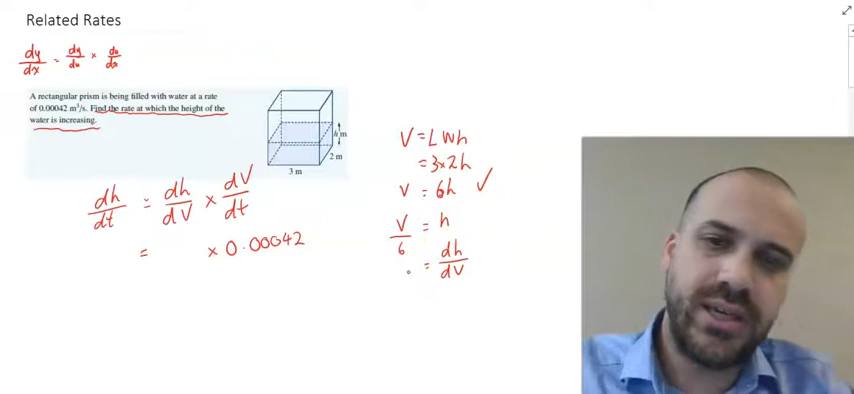 Related Rates
dy/dx = dy/du × du/dx
A rectangular prism is being filled with water at a rate
of 0.00042 m³/s. Find the rate at which the height of the
water is increasing.
h m
2 m
3 m
dh/dt = dh/dV × dV/dt
= × 0.00042
V = L W h
= 3×2h
V = 6h ✓
V/6 = h
= dh/dV